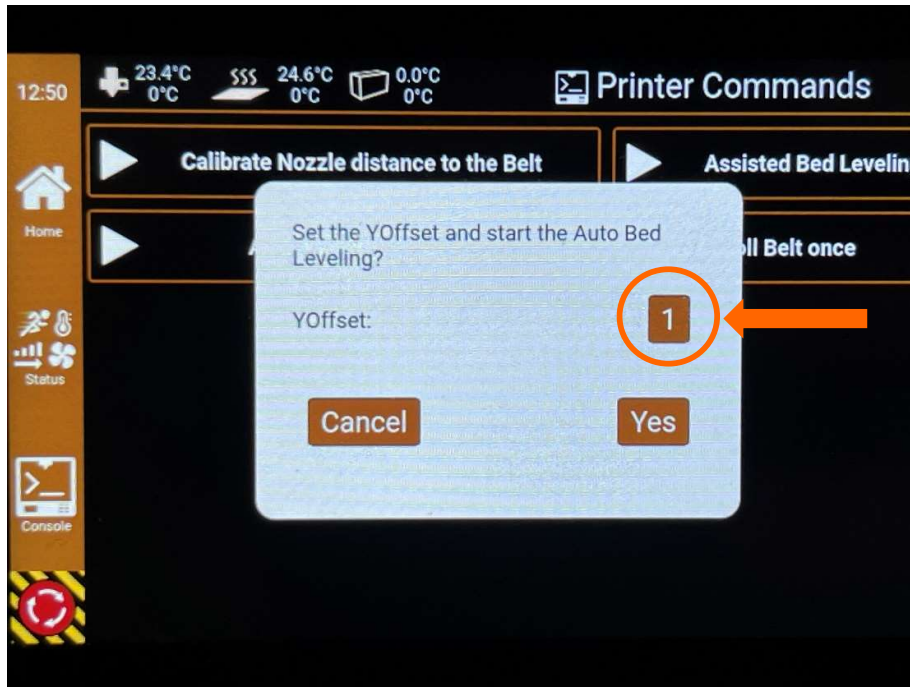 12:50
23.4°C
0°C
24.6°C
0°C
0.0°C
0°C
Printer Commands
Calibrate Nozzle distance to the Belt
Assisted Bed Levelin
Home
Set the YOffset and start the Auto Bed
Leveling?
ll Belt once
YOffset:
1
Status
Cancel
Yes
Console